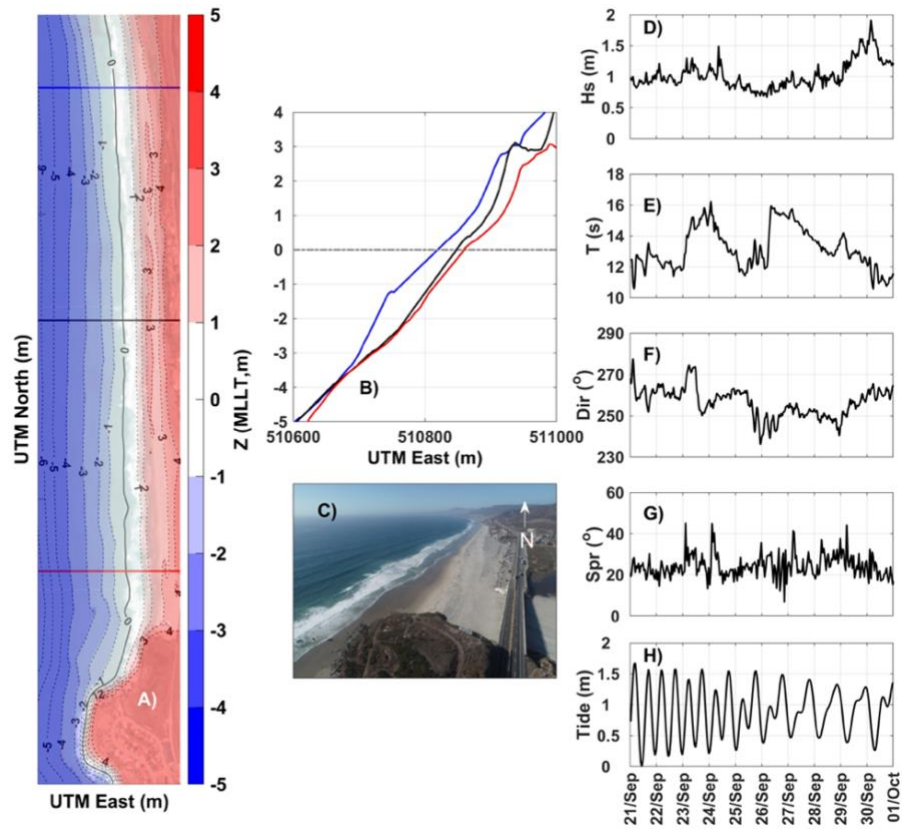 UTM North (m)
A)
UTM East (m)
5
4
3
2
1
0
-1
-2
-3
-4
-5
Z (MLLT,m)
4
3
2
1
0
-1
-2
-3
-4
-5
B)
510600 510800 511000
UTM East (m)
C)
N
D)
Hs (m)
2
1.5
1
0.5
0
E)
T (s)
18
16
14
12
10
F)
Dir (°)
290
270
250
230
G)
Spr (°)
60
40
20
0
H)
Tide (m)
2
1.5
1
0.5
0
21/Sep
22/Sep
23/Sep
24/Sep
25/Sep
26/Sep
27/Sep
28/Sep
29/Sep
30/Sep
01/Oct